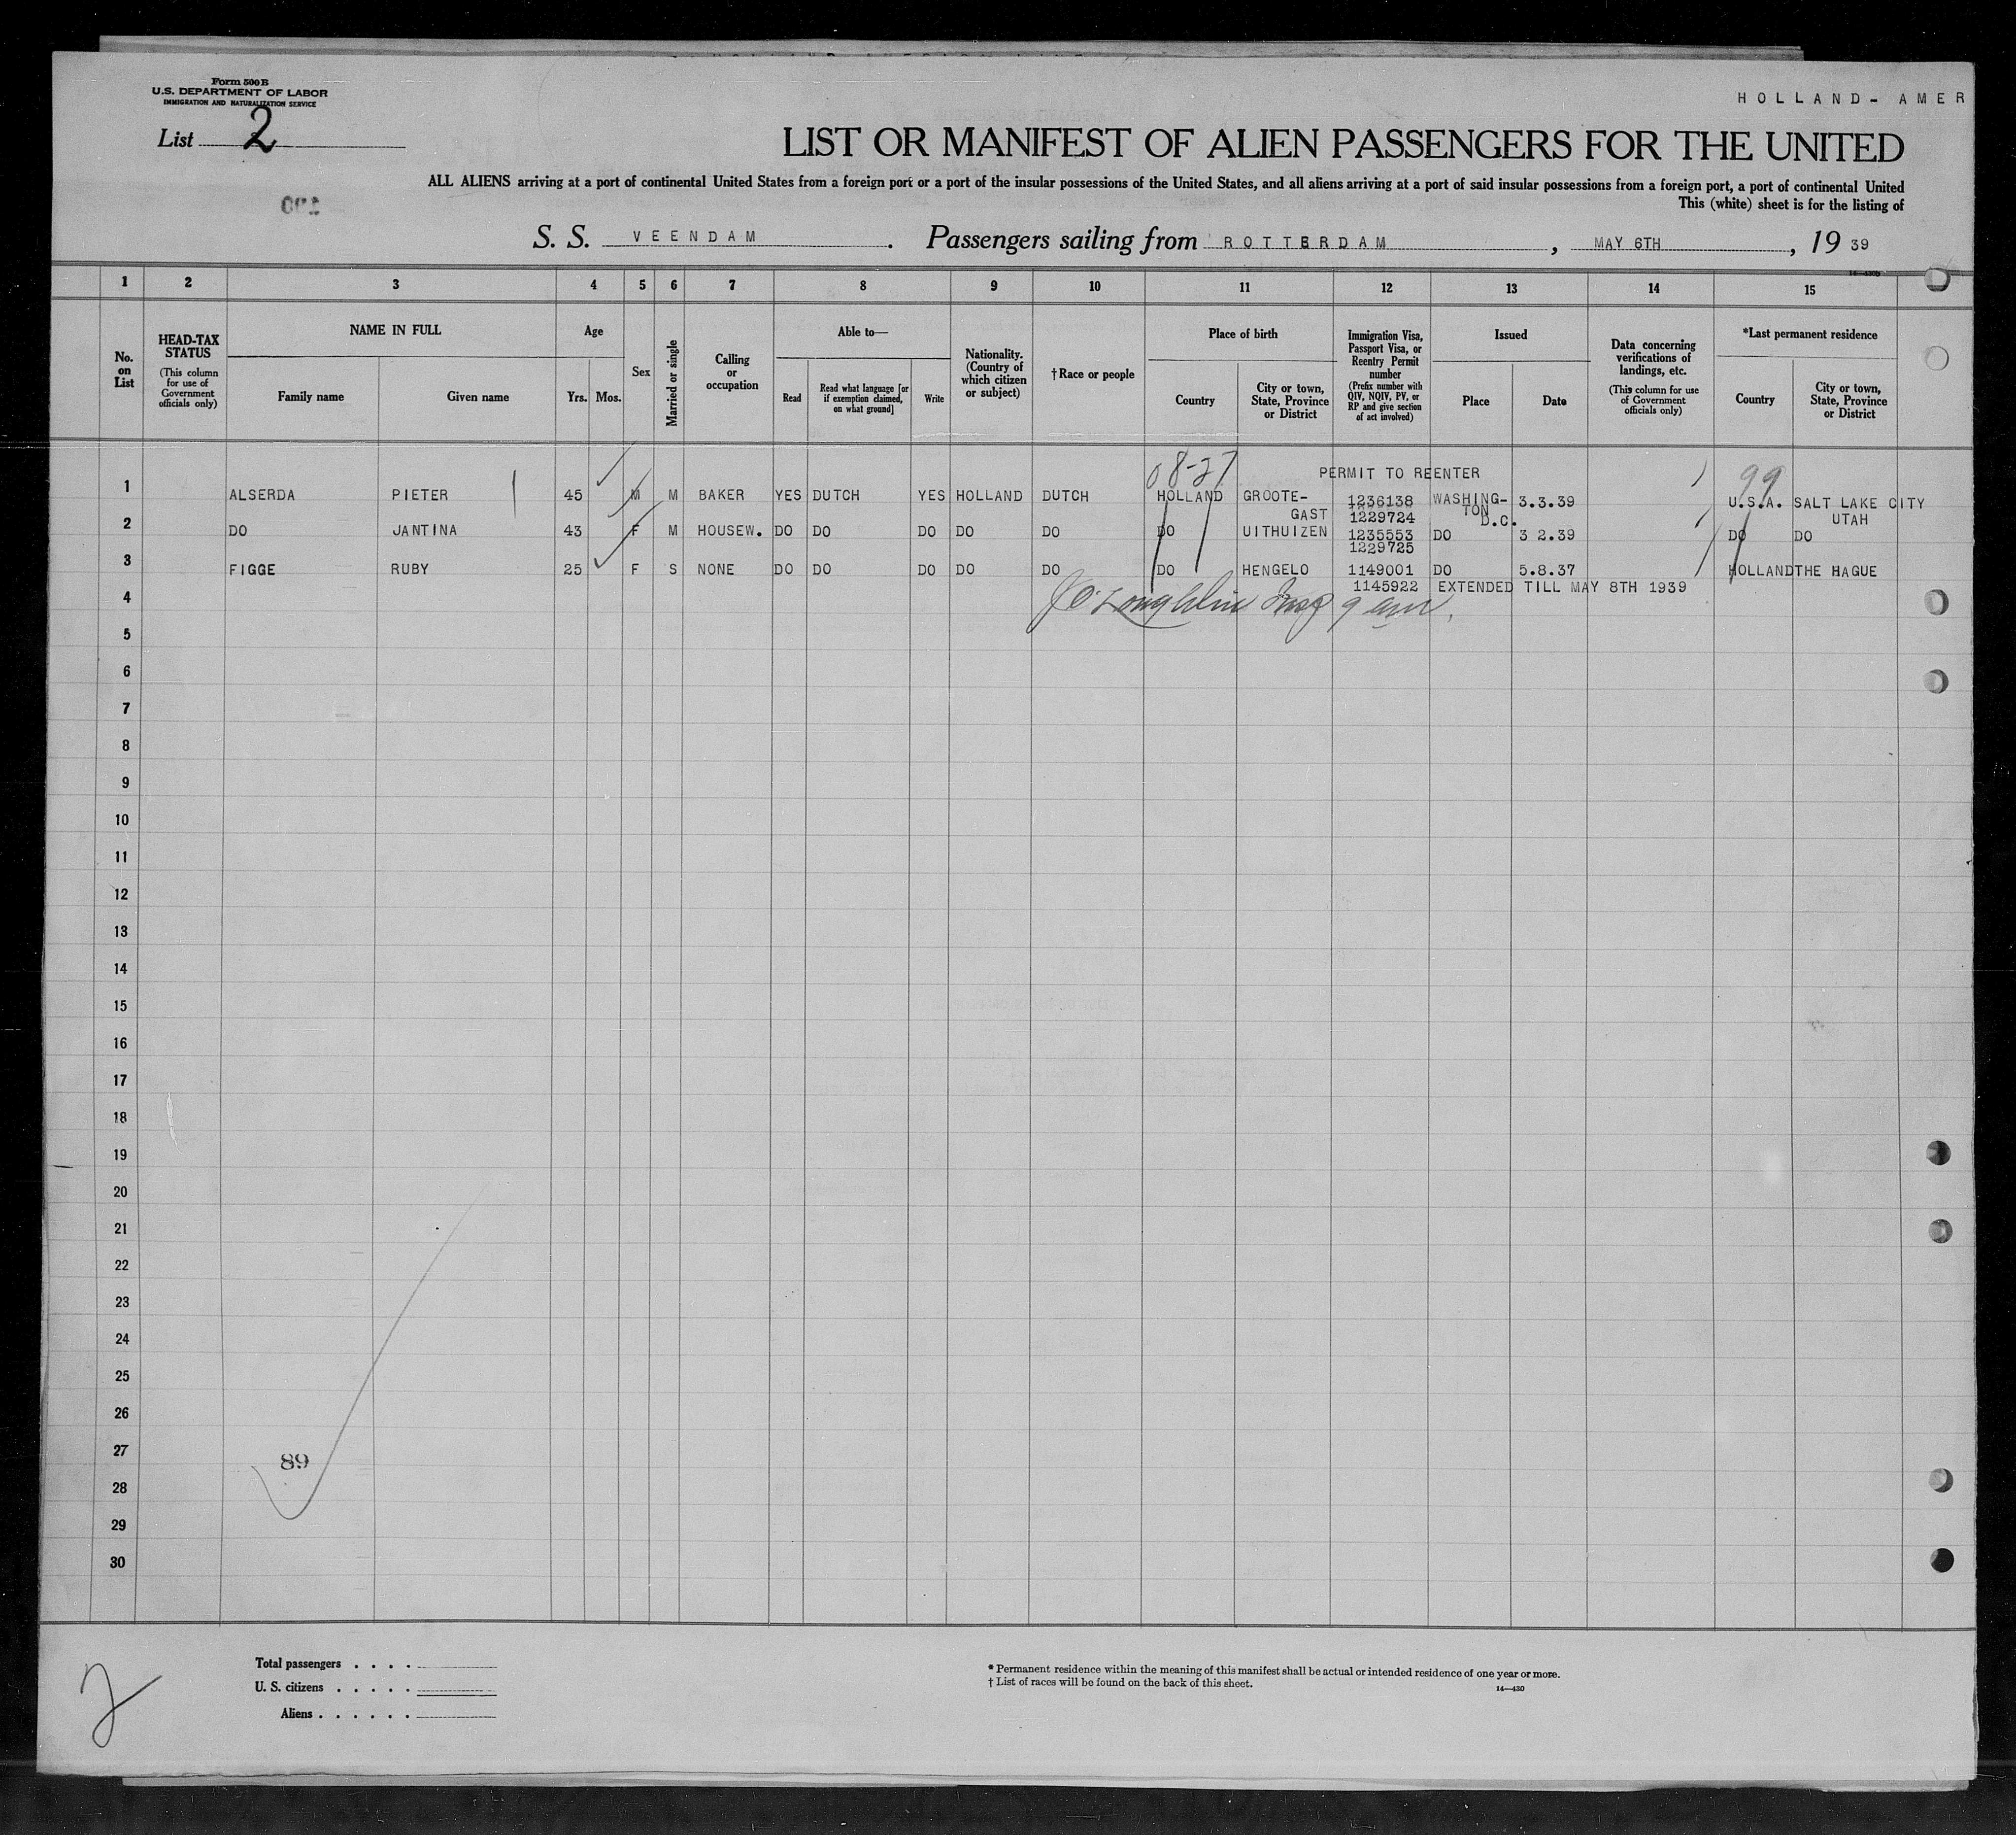 Form 500 B
U.S. DEPARTMENT OF LABOR
IMMIGRATION AND NATURALIZATION SERVICE
HOLLAND- AMER
List 2
LIST OR MANIFEST OF ALIEN PASSENGERS FOR THE UNITED
ALL ALIENS arriving at a port of continental United States from a foreign port or a port of the insular possessions of the United States, and all aliens arriving at a port of said insular possessions from a foreign port, a port of continental United
This (white) sheet is for the listing of
S. S. VEENDAM. Passengers sailing from ROTTERDAM, MAY 6TH, 19 39
1 2 3 4 5 6 7 8 9 10 11 12 13 14 15
No. on List
HEAD-TAX STATUS
(This column for use of Government officials only)
NAME IN FULL
Family name Given name
Age
Yrs. Mos.
Sex
Married or single
Calling or occupation
Able to—
Read
Read what language [or if exemption claimed, on what ground]
Write
Nationality. (Country of which citizen or subject)
†Race or people
Place of birth
Country
City or town, State, Province or District
Immigration Visa, Passport Visa, or Reentry Permit number
(Prefix number with QIV, NQIV, PV, or RP and give section of act involved)
Issued
Place Date
Data concerning verifications of landings, etc.
(This column for use of Government officials only)
*Last permanent residence
Country
City or town, State, Province or District
08-27 PERMIT TO REENTER 99
1 ALSERDA PIETER 45 M M BAKER YES DUTCH YES HOLLAND DUTCH HOLLAND GROOTE- 1236138 WASHING- 3.3.39 U.S.A. SALT LAKE CITY
GAST 1229724 TON D.C. UTAH
2 DO JANTINA 43 F M HOUSEW. DO DO DO DO DO DO UITHUIZEN 1235553 DO 3 2.39 DO DO
1229725
3 FIGGE RUBY 25 F S NONE DO DO DO DO DO DO HENGELO 1149001 DO 5.8.37 HOLLAND THE HAGUE
1145922 EXTENDED TILL MAY 8TH 1939
4
5
6
7
8
9
10
11
12
13
14
15
16
17
18
19
20
21
22
23
24
25
26
27
89
28
29
30
Total passengers . . . .
U. S. citizens . . . . .
Aliens . . . . . .
2
* Permanent residence within the meaning of this manifest shall be actual or intended residence of one year or more.
† List of races will be found on the back of this sheet.
14—430